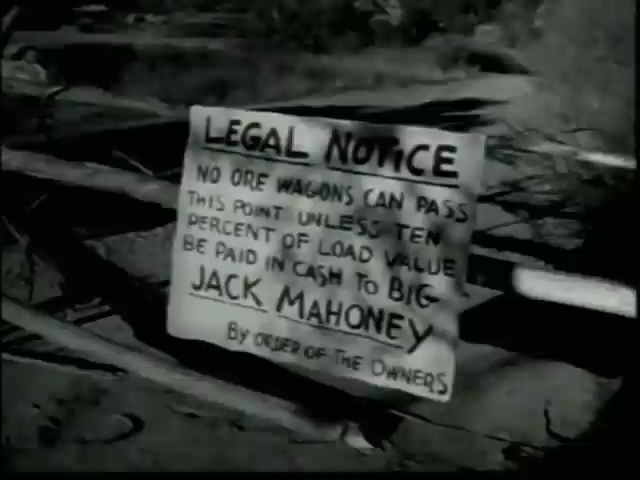 LEGAL NOTICE
NO ORE WAGONS CAN PASS
THIS POINT UNLESS TEN
PERCENT OF LOAD VALUE
BE PAID IN CASH TO BIG
JACK MAHONEY
By ORDER OF THE OWNERS